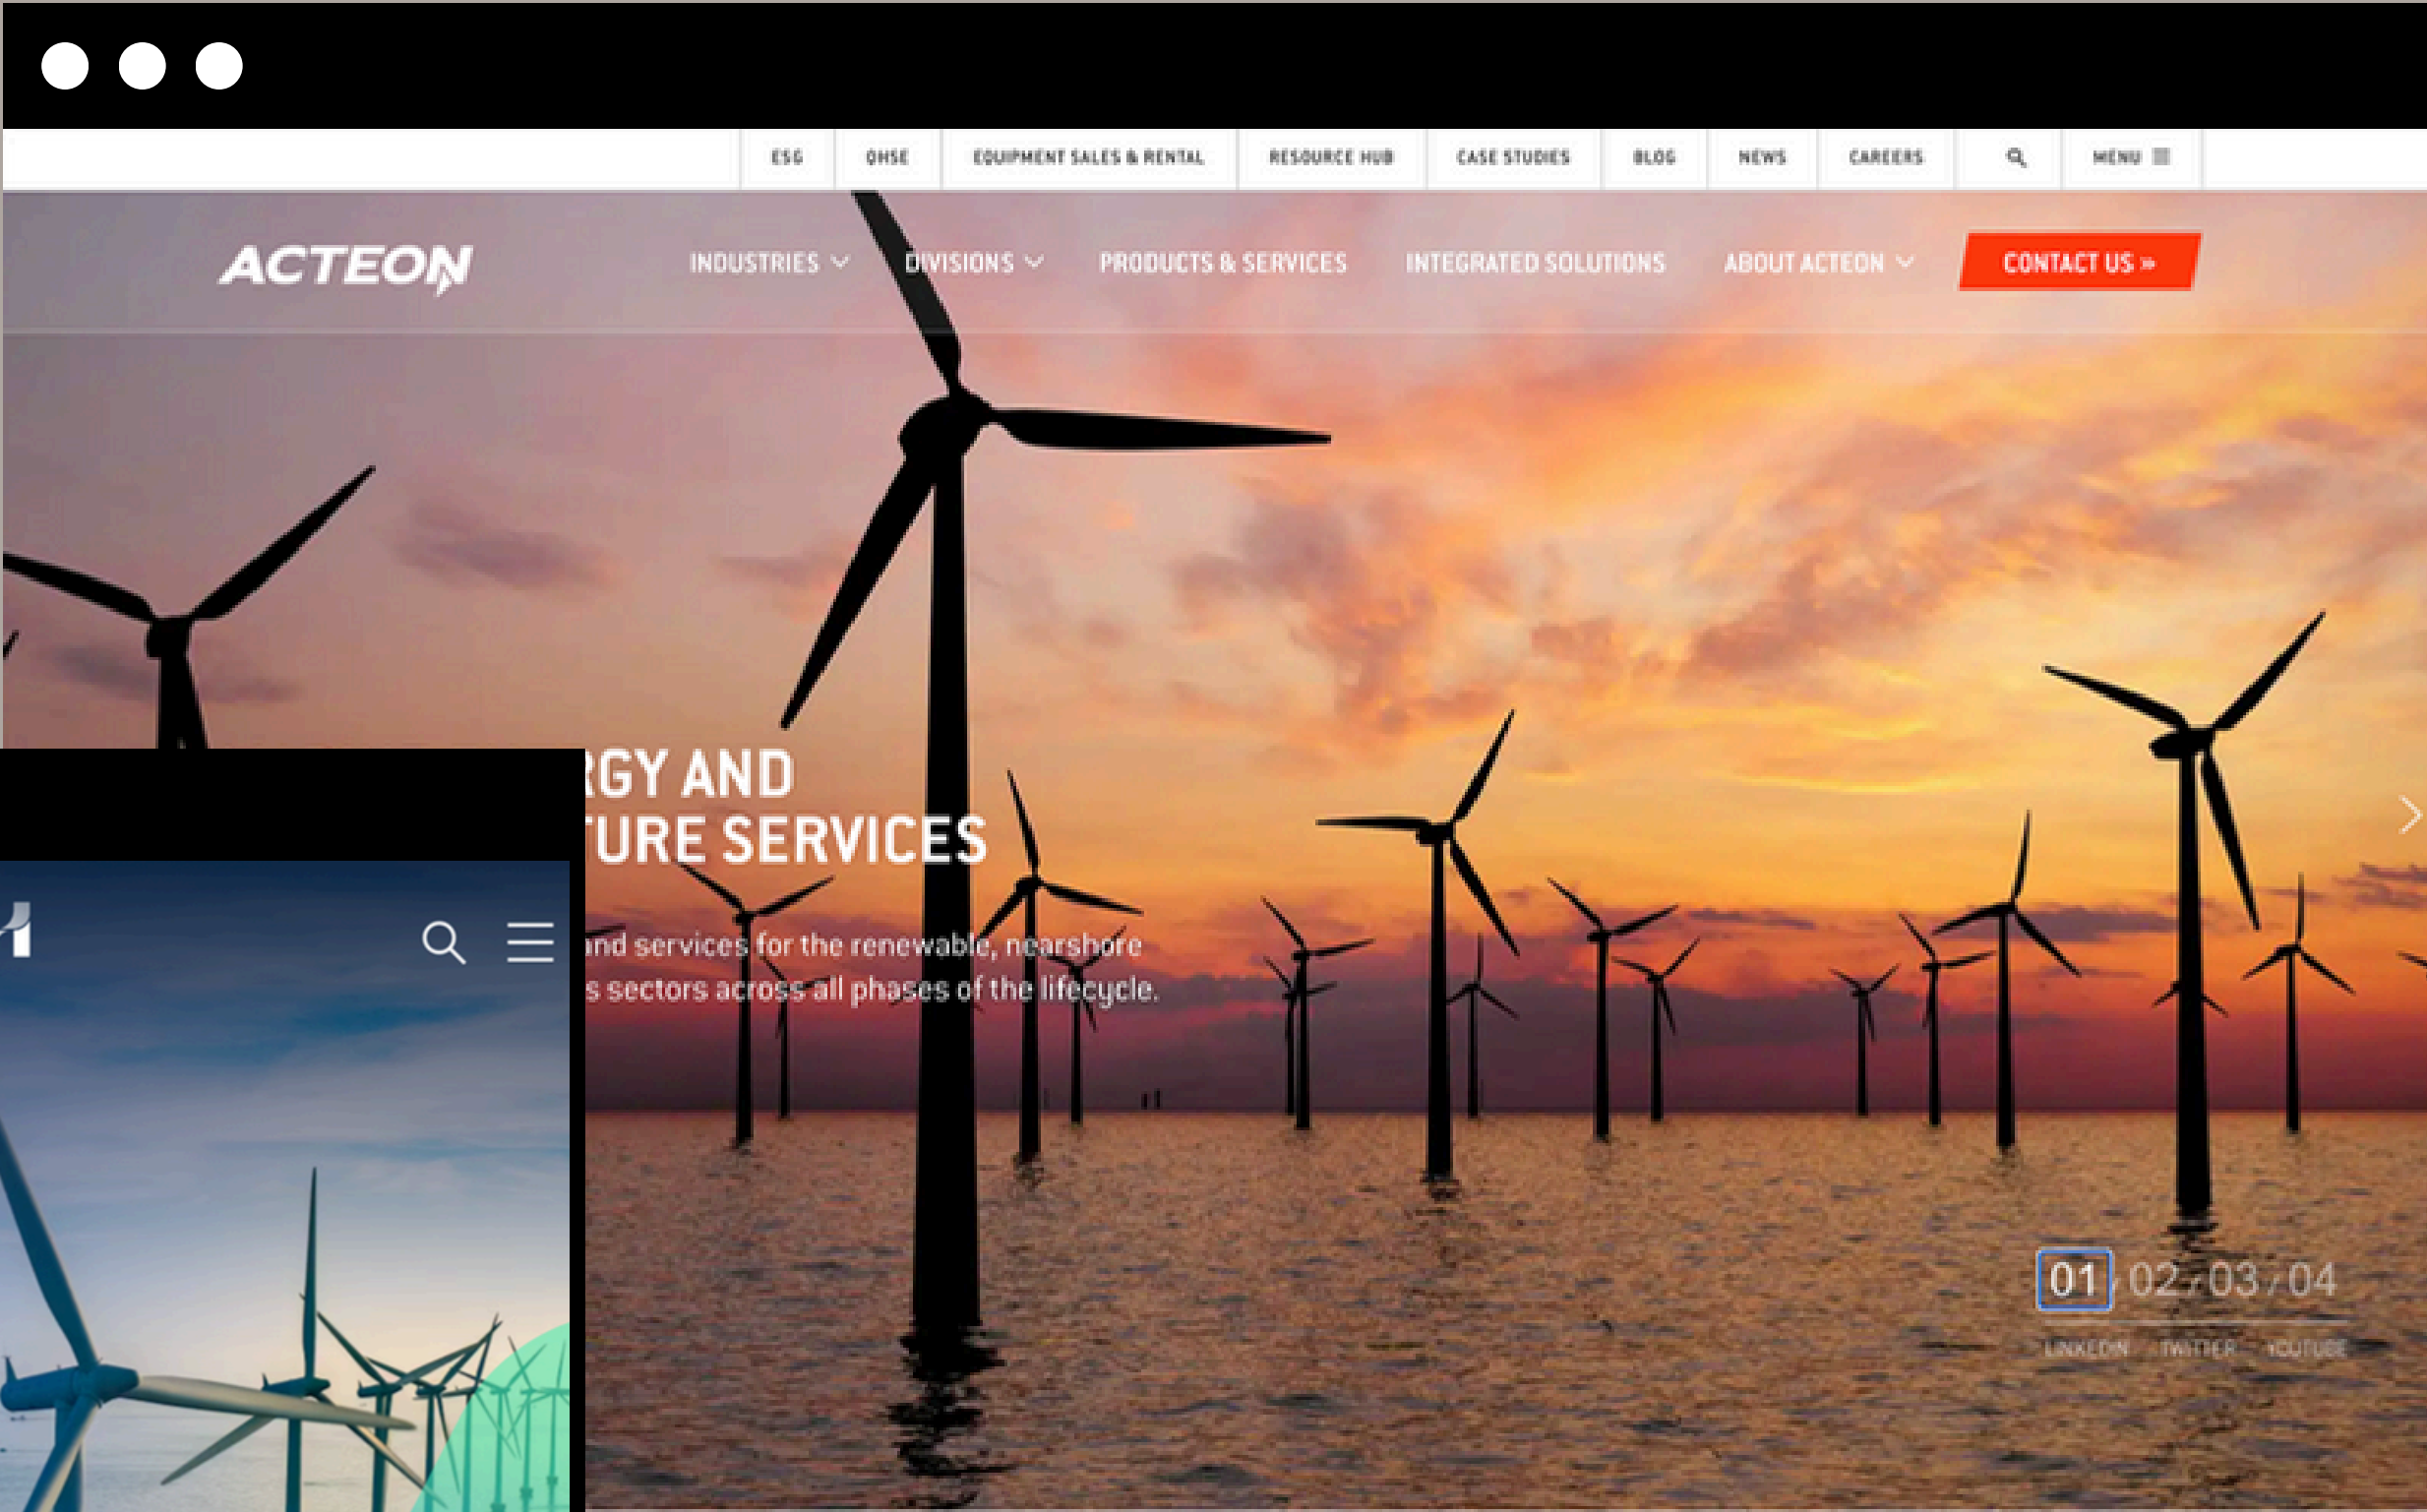 ESG QHSE EQUIPMENT SALES & RENTAL RESOURCE HUB CASE STUDIES BLOG NEWS CAREERS MENU
ACTEON INDUSTRIES DIVISIONS PRODUCTS & SERVICES INTEGRATED SOLUTIONS ABOUT ACTEON CONTACT US »
RGY AND
TURE SERVICES
and services for the renewable, nearshore
s sectors across all phases of the lifecycle.
01 / 02 / 03 / 04
LINKEDIN TWITTER YOUTUBE